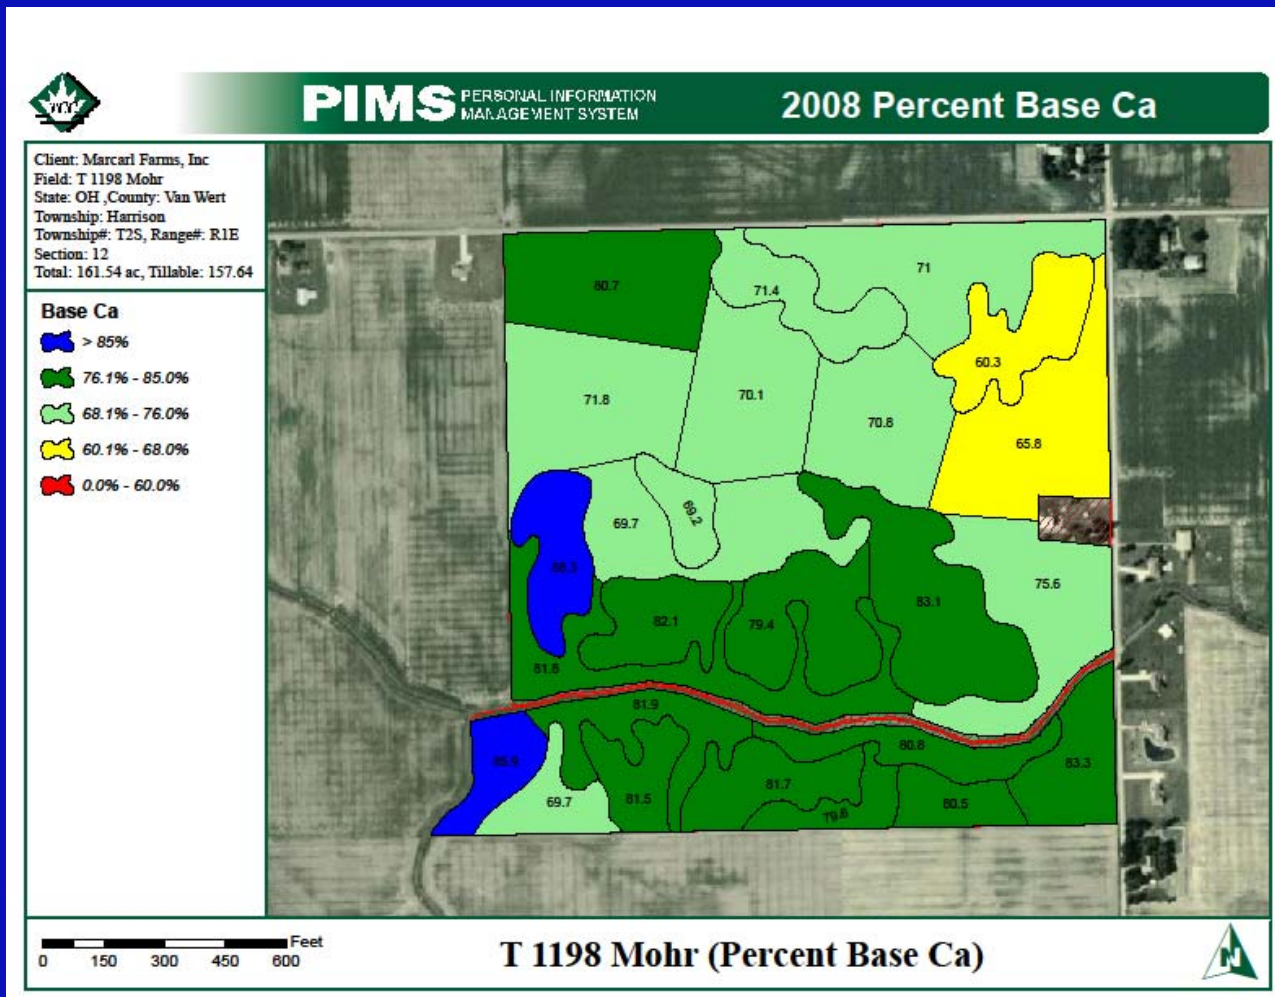 TCC
PIMS PERSONAL INFORMATION
MANAGEMENT SYSTEM
2008 Percent Base Ca
Client: Marcarl Farms, Inc
Field: T 1198 Mohr
State: OH ,County: Van Wert
Township: Harrison
Township#: T2S, Range#: R1E
Section: 12
Total: 161.54 ac, Tillable: 157.64
Base Ca
> 85%
76.1% - 85.0%
68.1% - 76.0%
60.1% - 68.0%
0.0% - 60.0%
80.7
71.4
71
60.3
71.8
70.1
70.8
65.8
69.7
69.2
75.6
83.1
82.1
79.4
81.9
80.8
83.3
69.7
81.5
81.7
80.5
Feet
0 150 300 450 600
T 1198 Mohr (Percent Base Ca)
N